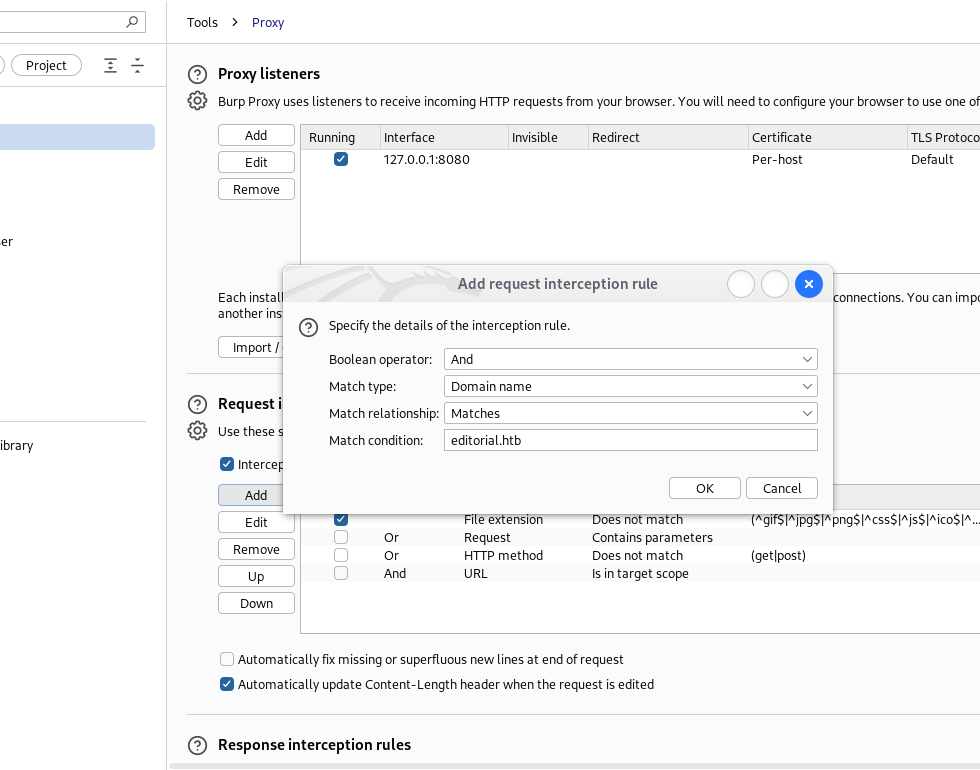 Tools > Proxy
Project
Proxy listeners
Burp Proxy uses listeners to receive incoming HTTP requests from your browser. You will need to configure your browser to use one of
Add
Edit
Remove
Running Interface Invisible Redirect Certificate TLS Protoco
127.0.0.1:8080 Per-host Default
ser
Each install
connections. You can impo
another ins
Import /
Add request interception rule
Specify the details of the interception rule.
Boolean operator: And
Match type: Domain name
Match relationship: Matches
Match condition: editorial.htb
OK Cancel
Request i
Use these s
ibrary
Intercep
Add
Edit
Remove
Up
Down
File extension Does not match (^gif$|^jpg$|^png$|^css$|^js$|^ico$|^...
Or Request Contains parameters
Or HTTP method Does not match (get|post)
And URL Is in target scope
Automatically fix missing or superfluous new lines at end of request
Automatically update Content-Length header when the request is edited
Response interception rules